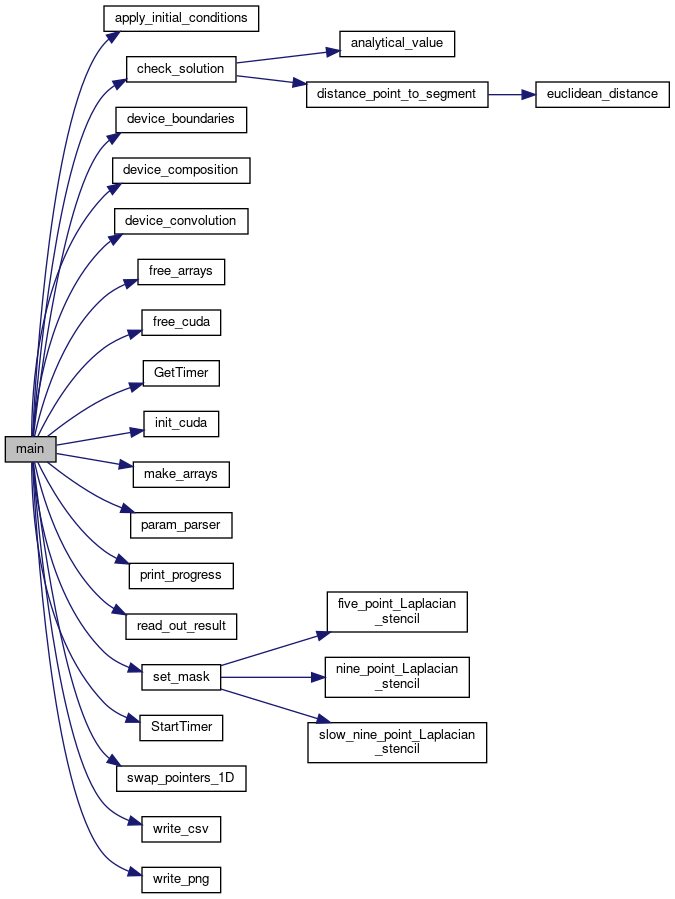 apply_initial_conditions
check_solution
analytical_value
distance_point_to_segment
euclidean_distance
device_boundaries
device_composition
device_convolution
free_arrays
free_cuda
GetTimer
init_cuda
main
make_arrays
param_parser
print_progress
read_out_result
set_mask
five_point_Laplacian
_stencil
nine_point_Laplacian
_stencil
slow_nine_point_Laplacian
_stencil
StartTimer
swap_pointers_1D
write_csv
write_png